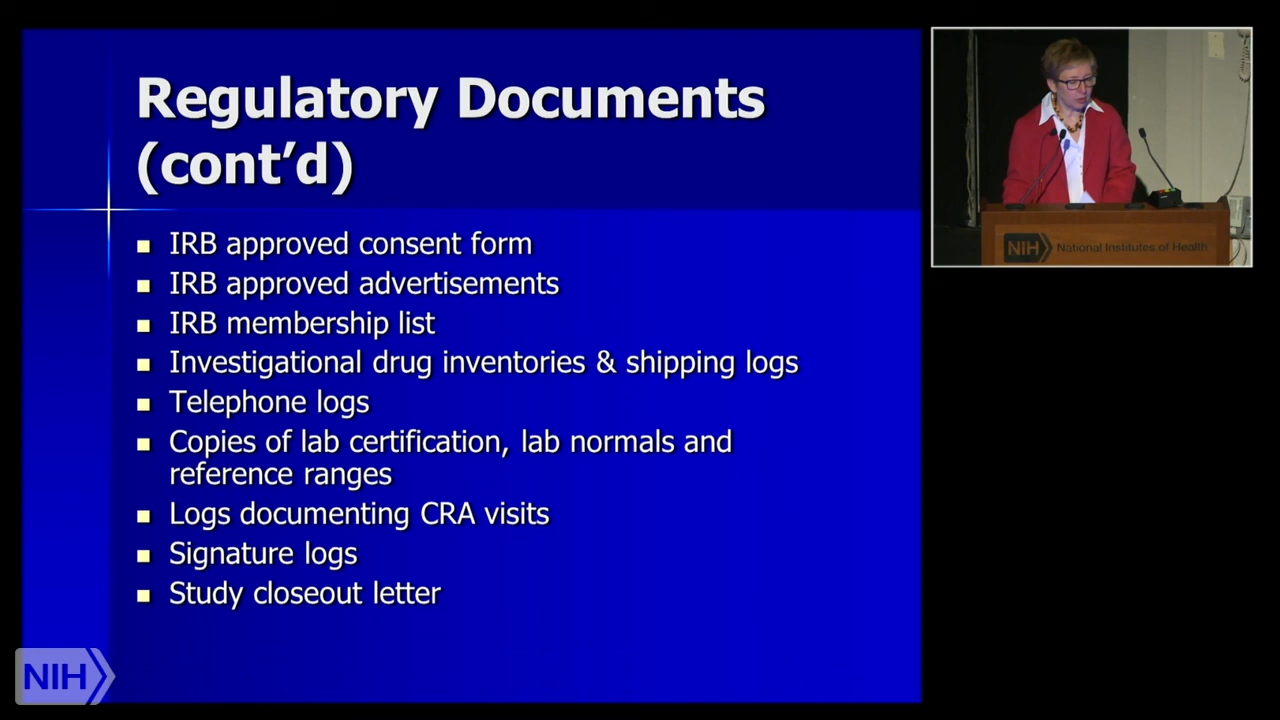 Regulatory Documents
(cont’d)
IRB approved consent form
IRB approved advertisements
IRB membership list
Investigational drug inventories & shipping logs
Telephone logs
Copies of lab certification, lab normals and
reference ranges
Logs documenting CRA visits
Signature logs
Study closeout letter
NIH National Institutes of Health
NIH